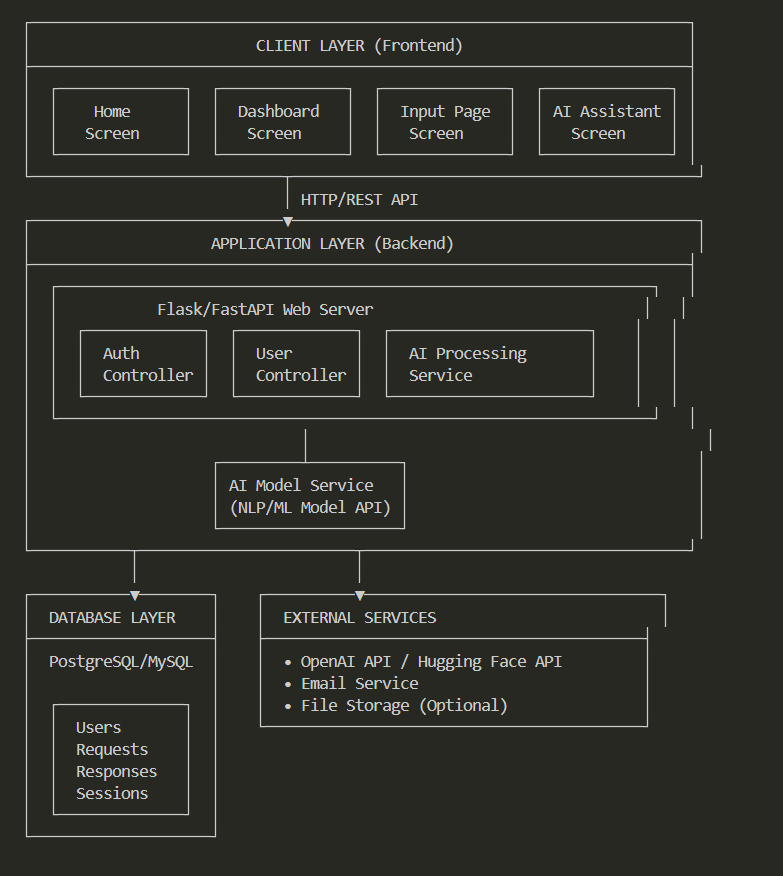 CLIENT LAYER (Frontend)
Home
Screen
Dashboard
Screen
Input Page
Screen
AI Assistant
Screen
HTTP/REST API
APPLICATION LAYER (Backend)
Flask/FastAPI Web Server
Auth
Controller
User
Controller
AI Processing
Service
AI Model Service
(NLP/ML Model API)
DATABASE LAYER
PostgreSQL/MySQL
Users
Requests
Responses
Sessions
EXTERNAL SERVICES
• OpenAI API / Hugging Face API
• Email Service
• File Storage (Optional)